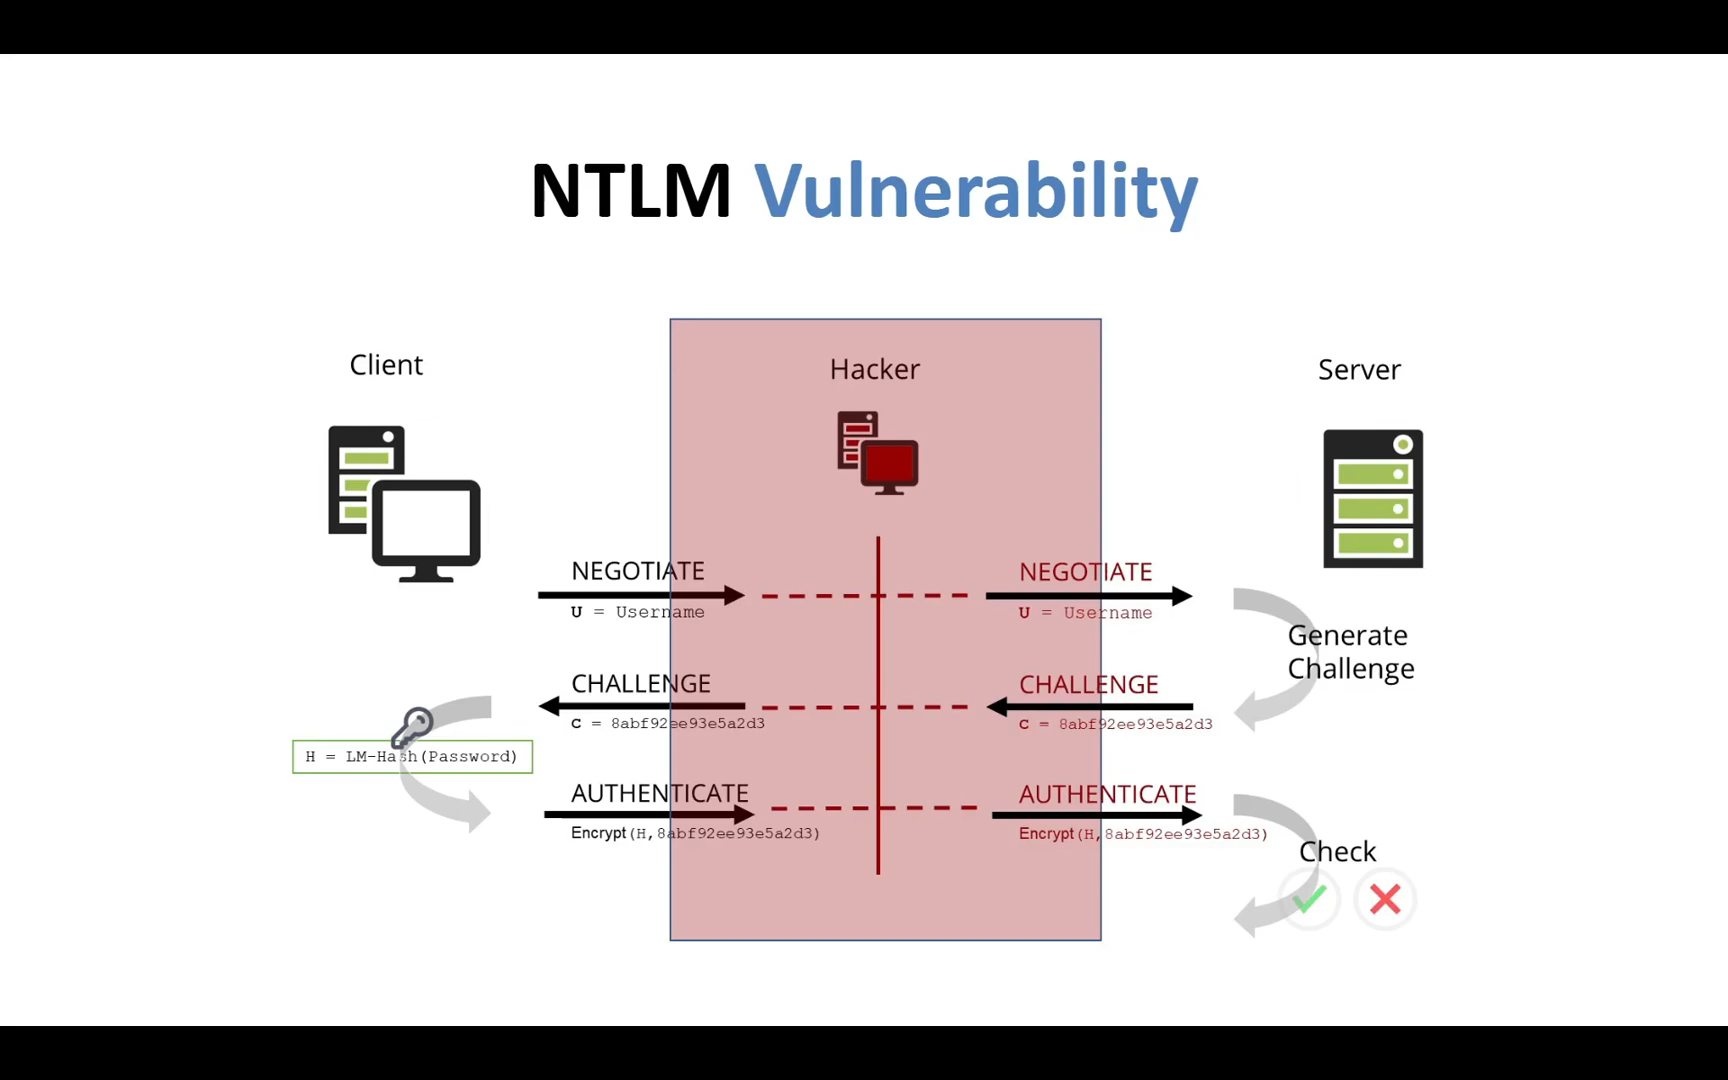 NTLM Vulnerability
Client
Hacker
Server
NEGOTIATE
U = Username
NEGOTIATE
U = Username
Generate
Challenge
CHALLENGE
C = 8abf92ee93e5a2d3
CHALLENGE
C = 8abf92ee93e5a2d3
H = LM-Hash(Password)
AUTHENTICATE
Encrypt(H,8abf92ee93e5a2d3)
AUTHENTICATE
Encrypt(H,8abf92ee93e5a2d3)
Check